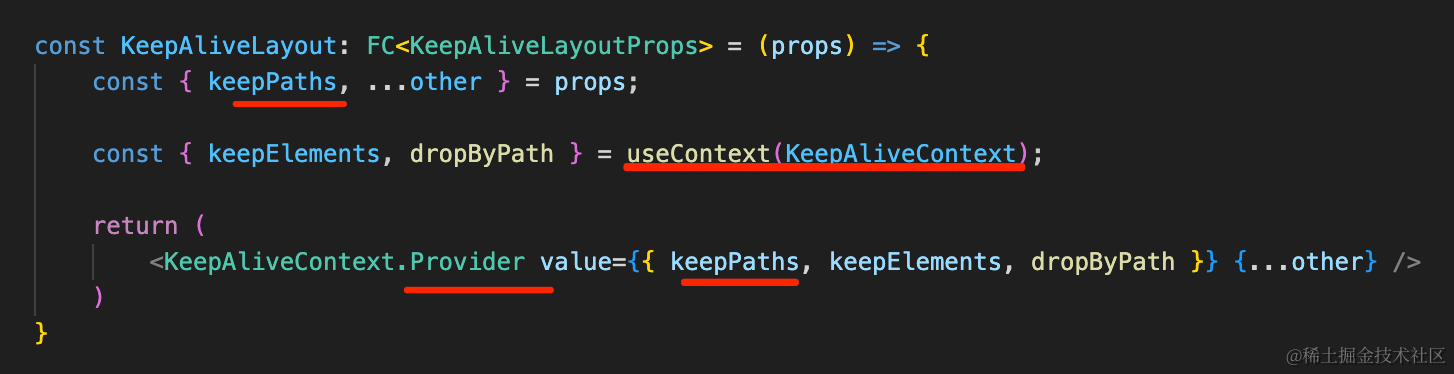 const KeepAliveLayout: FC<KeepAliveLayoutProps> = (props) => {
const { keepPaths, ...other } = props;
const { keepElements, dropByPath } = useContext(KeepAliveContext);
return (
<KeepAliveContext.Provider value={{ keepPaths, keepElements, dropByPath }} {...other} />
)
}
@稀土掘金技术社区